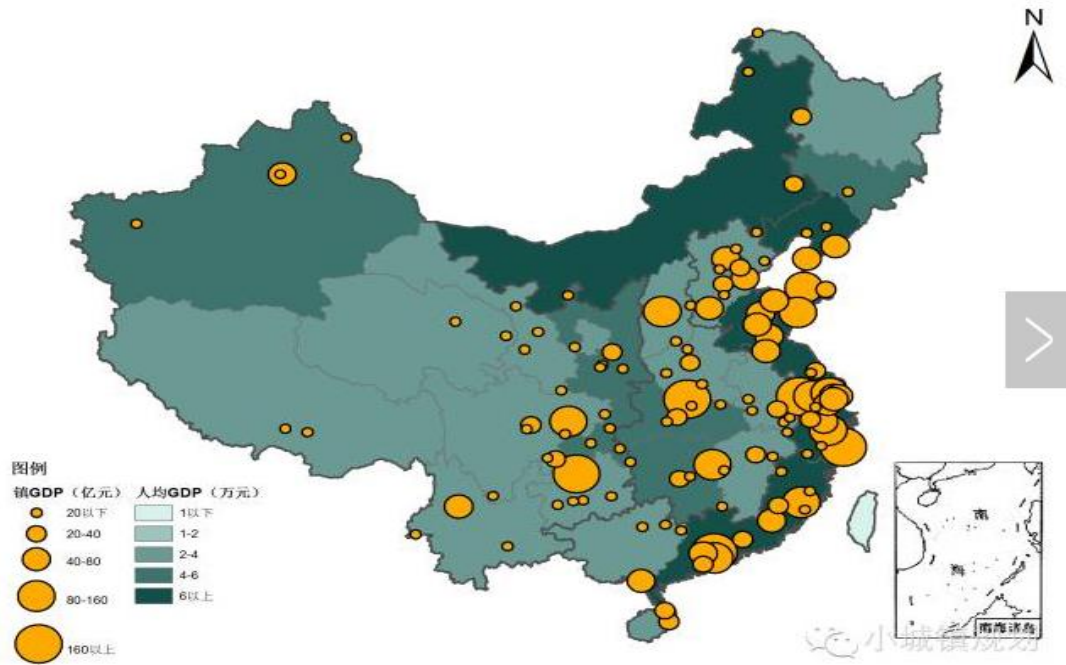 N
图例
镇GDP（亿元） 人均GDP（万元）
20以下 1以下
20-40 1-2
40-80 2-4
80-160 4-6
160以上 6以上
南
海
南海诸岛
小城镇规划